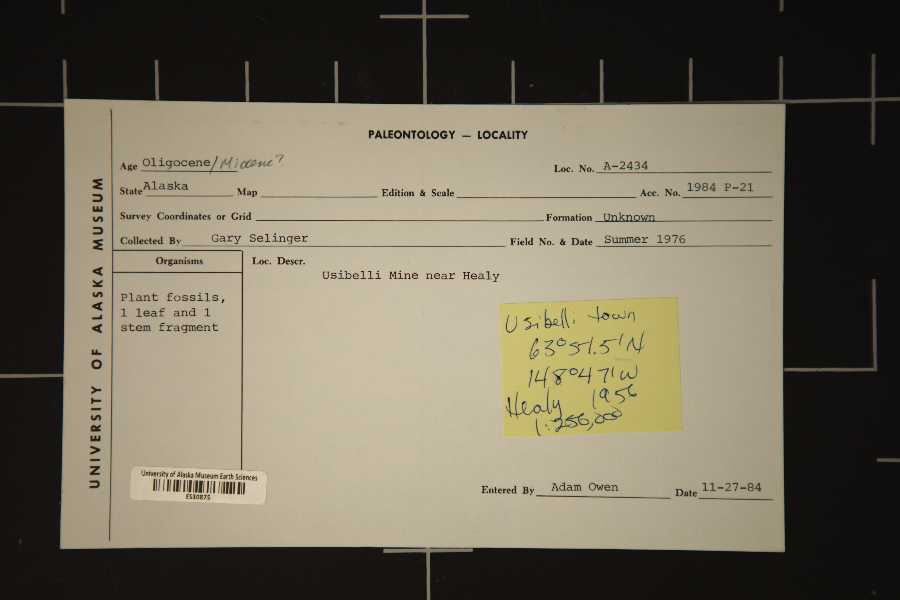 PALEONTOLOGY — LOCALITY
Age Oligocene/Miocene?
Loc. No. A-2434
State Alaska Map Edition & Scale Acc. No. 1984 P-21
Survey Coordinates or Grid Formation Unknown
Collected By Gary Selinger Field No. & Date Summer 1976
Organisms
Loc. Descr.
Usibelli Mine near Healy
Plant fossils,
1 leaf and 1
stem fragment
Usibelli town
63°51.5'N
148°47'W
Healy 1956
1:250,000
UNIVERSITY OF ALASKA MUSEUM
University of Alaska Museum Earth Sciences
ES30875
Entered By Adam Owen Date 11-27-84